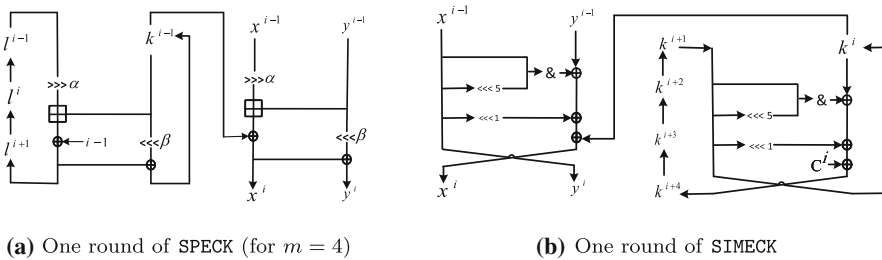 l^{i-1}
l^i
l^{i+1}
>>>α
i−1
k^{i-1}
<<<β
x^{i-1}
y^{i-1}
>>>α
<<<β
x^i
y^i
(a) One round of SPECK (for m = 4)
x^{i-1}
y^{i-1}
&
<<< 5
<<< 1
x^i
y^i
k^{i+1}
k^{i+2}
k^{i+3}
k^{i+4}
k^i
&
<<< 5
<<< 1
C^i
(b) One round of SIMECK